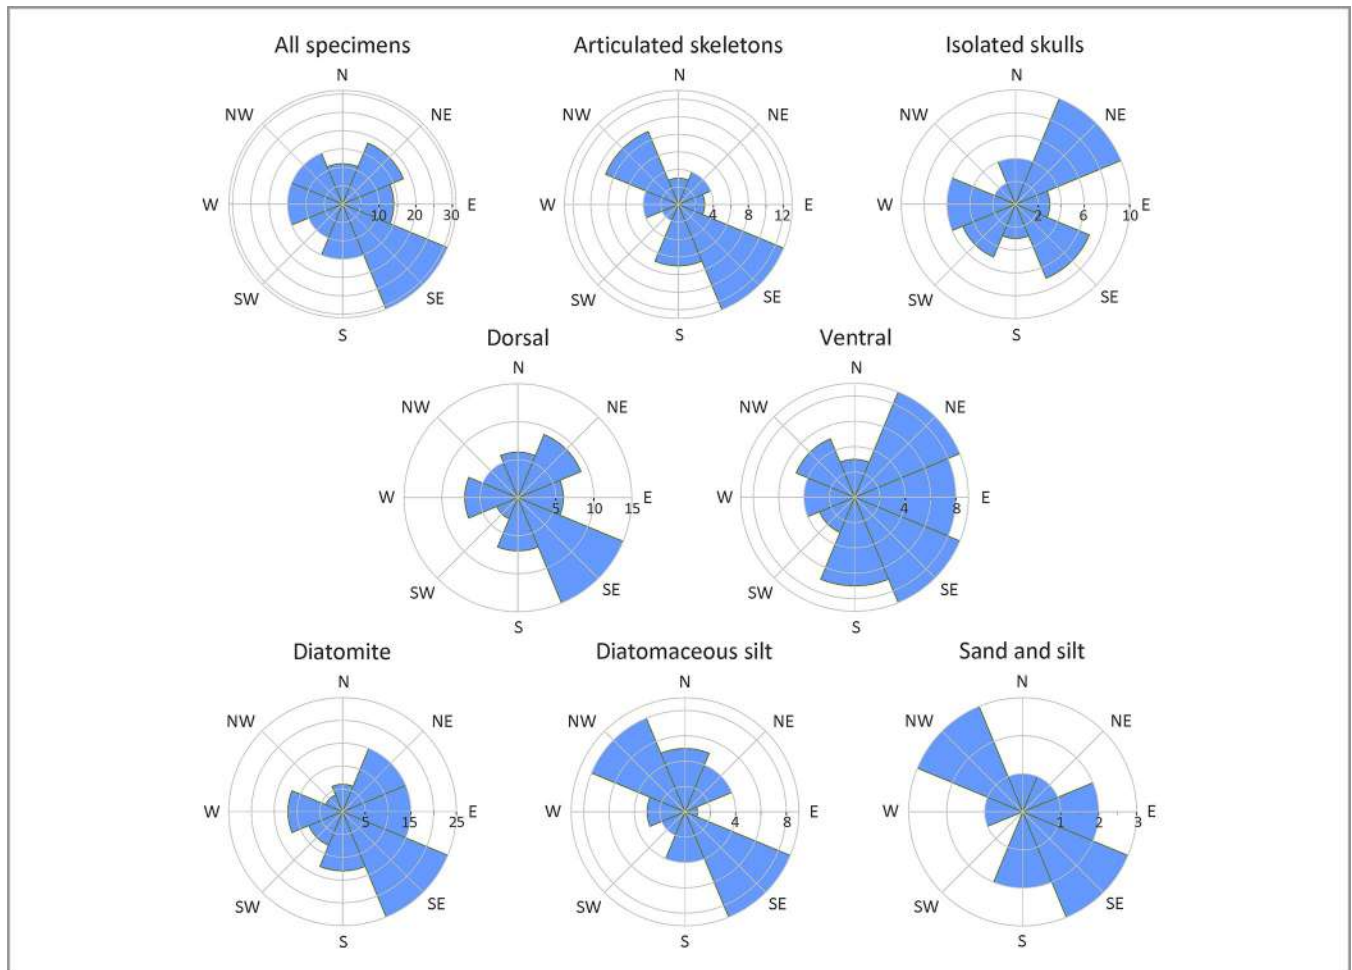 All specimens
N
NW
NE
W
10 20 30 E
SW
SE
S
Articulated skeletons
N
NW
NE
W
4 8 12 E
SW
SE
S
Isolated skulls
N
NW
NE
W
2 6 10 E
SW
SE
S
Dorsal
N
NW
NE
W
5 10 15 E
SW
SE
S
Ventral
N
NW
NE
W
4 8 E
SW
SE
S
Diatomite
N
NW
NE
W
5 15 25 E
SW
SE
S
Diatomaceous silt
N
NW
NE
W
4 8 E
SW
SE
S
Sand and silt
N
NW
NE
W
1 2 3 E
SW
SE
S